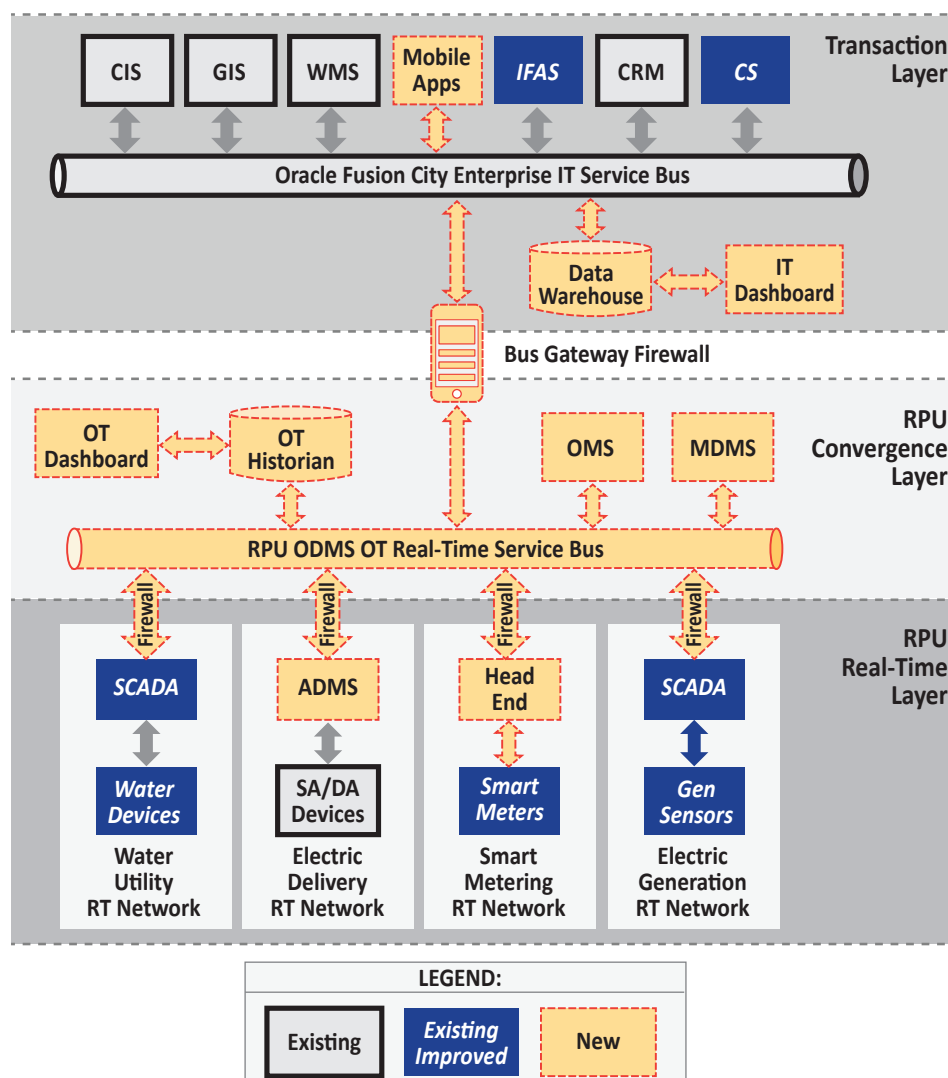 Transaction
Layer
CIS
GIS
WMS
Mobile
Apps
IFAS
CRM
CS
Oracle Fusion City Enterprise IT Service Bus
Data
Warehouse
IT
Dashboard
Bus Gateway Firewall
RPU
Convergence
Layer
OT
Dashboard
OT
Historian
OMS
MDMS
RPU ODMS OT Real-Time Service Bus
Firewall
Firewall
Firewall
Firewall
RPU
Real-Time
Layer
SCADA
ADMS
Head
End
SCADA
Water
Devices
SA/DA
Devices
Smart
Meters
Gen
Sensors
Water
Utility
RT Network
Electric
Delivery
RT Network
Smart
Metering
RT Network
Electric
Generation
RT Network
LEGEND:
Existing
Existing
Improved
New